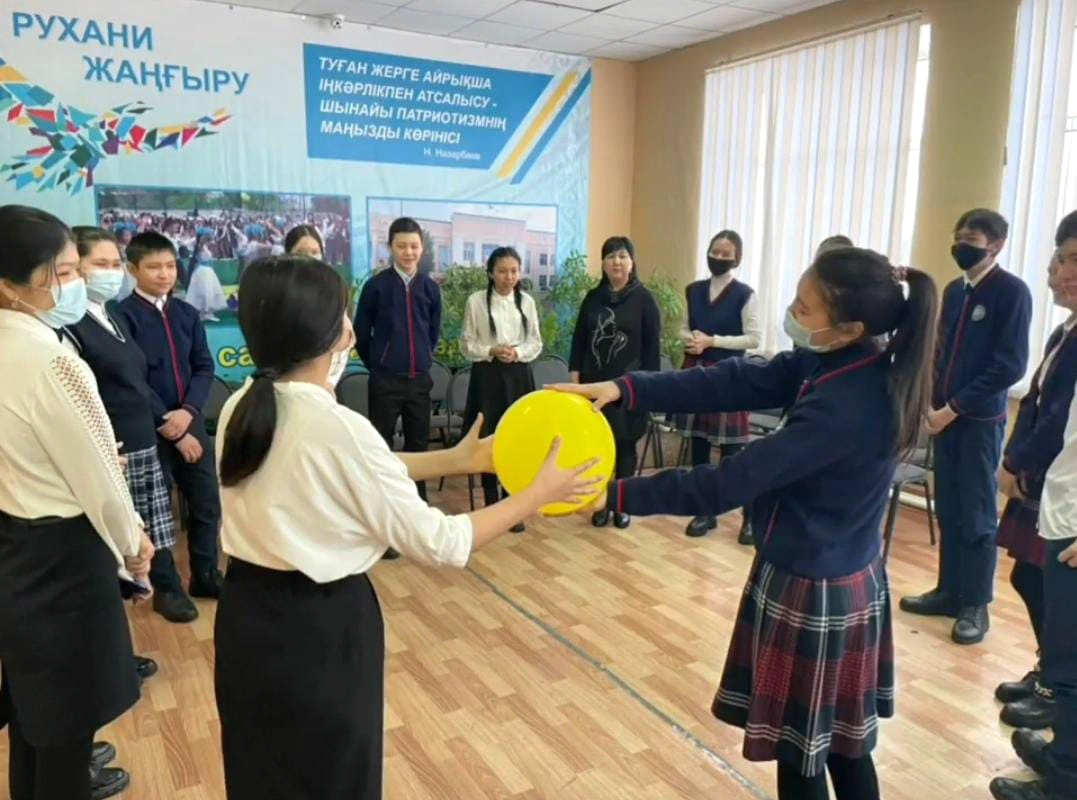 РУХАНИ
ЖАҢҒЫРУ
ТУҒАН ЖЕРГЕ АЙРЫҚША
ІҢКӘРЛІКПЕН АТСАЛЫСУ -
ШЫНАЙЫ ПАТРИОТИЗМНІҢ
МАҢЫЗДЫ КӨРІНІСІ
Н. Назарбаев